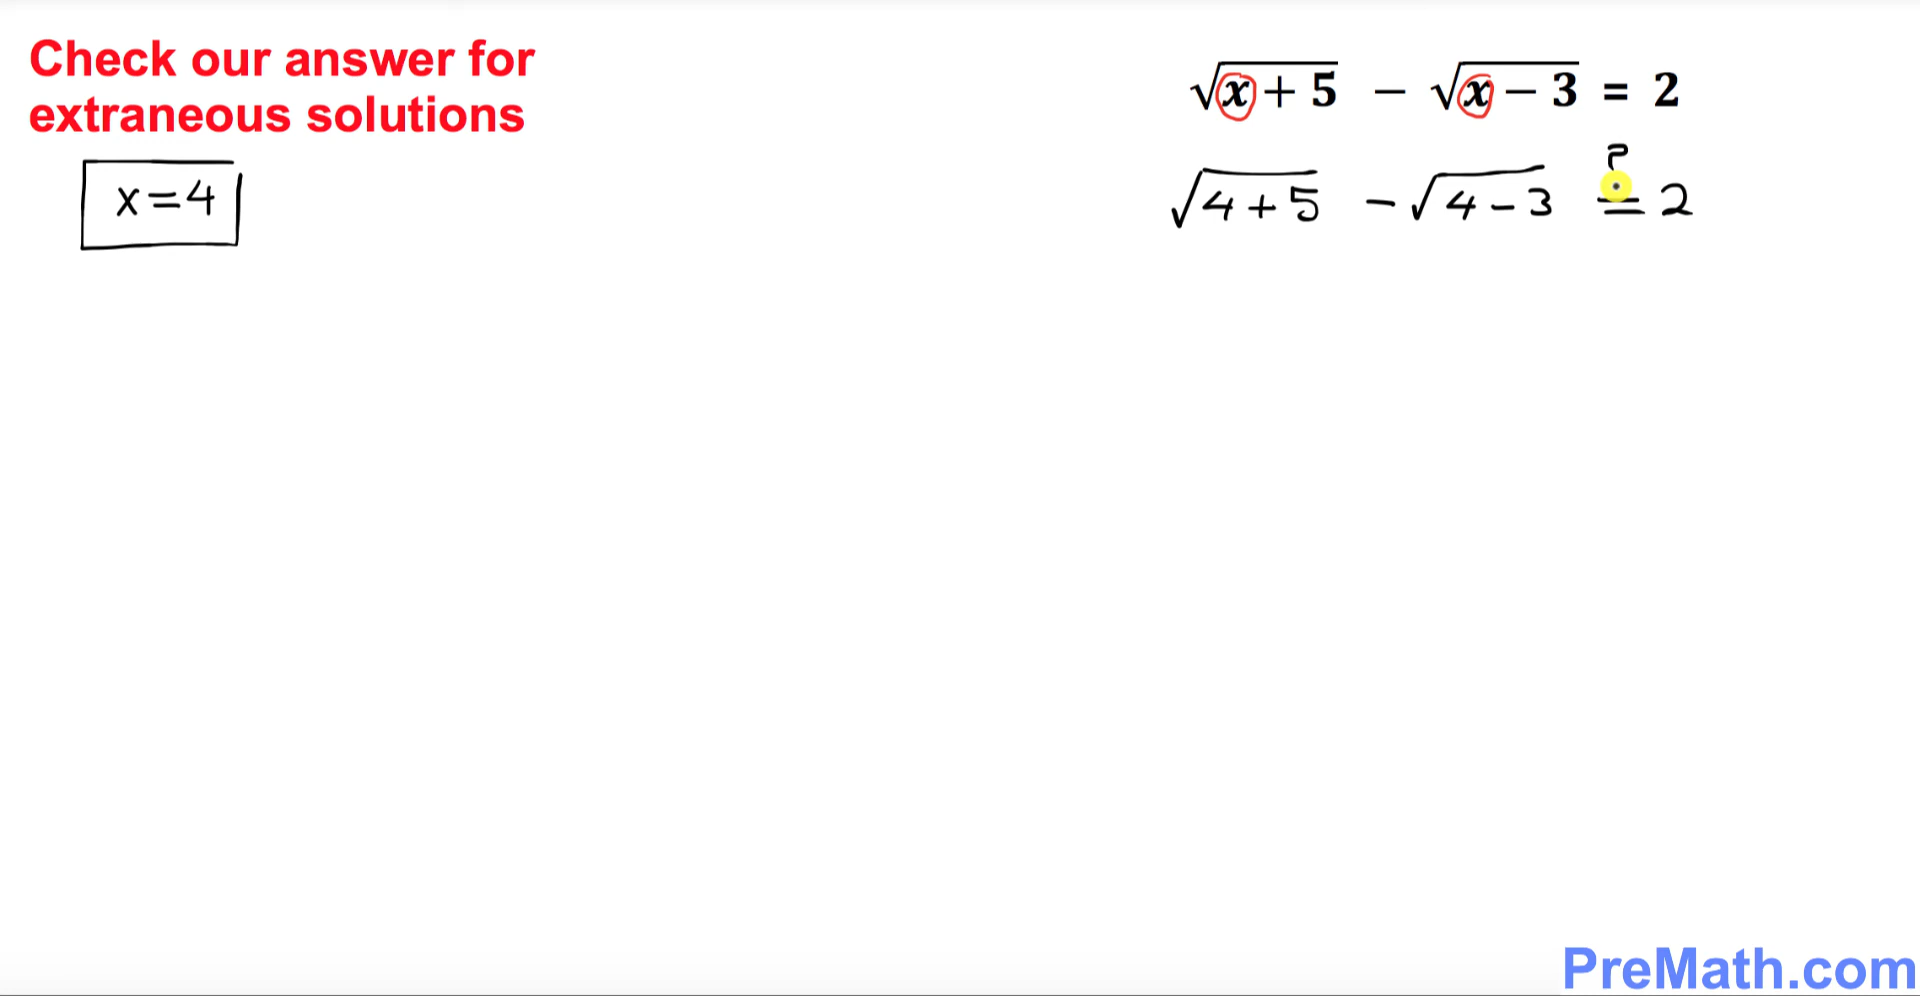 Check our answer for
extraneous solutions
x=4
√x + 5 − √x − 3 = 2
√4+5 −√4−3 ≟ 2
PreMath.com